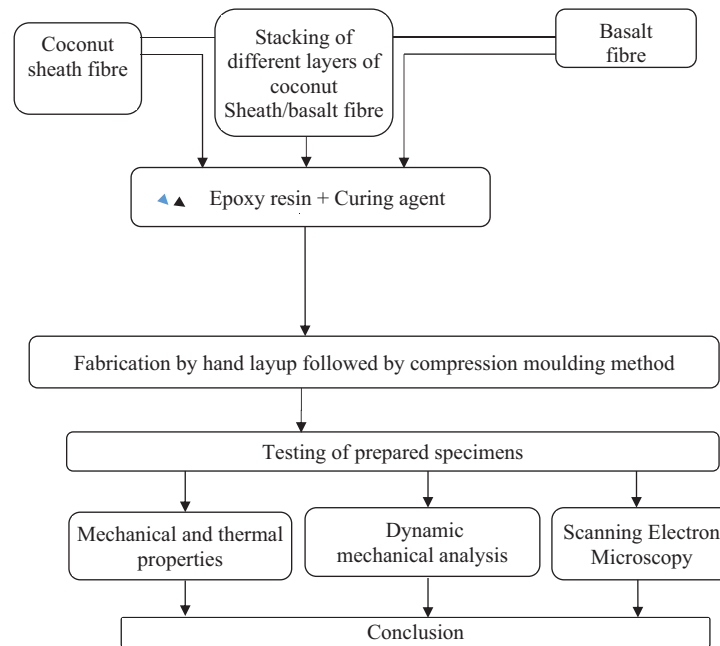 Coconut
sheath fibre
Stacking of
different layers of
coconut
Sheath/basalt fibre
Basalt
fibre
Epoxy resin + Curing agent
Fabrication by hand layup followed by compression moulding method
Testing of prepared specimens
Mechanical and thermal
properties
Dynamic
mechanical analysis
Scanning Electron
Microscopy
Conclusion